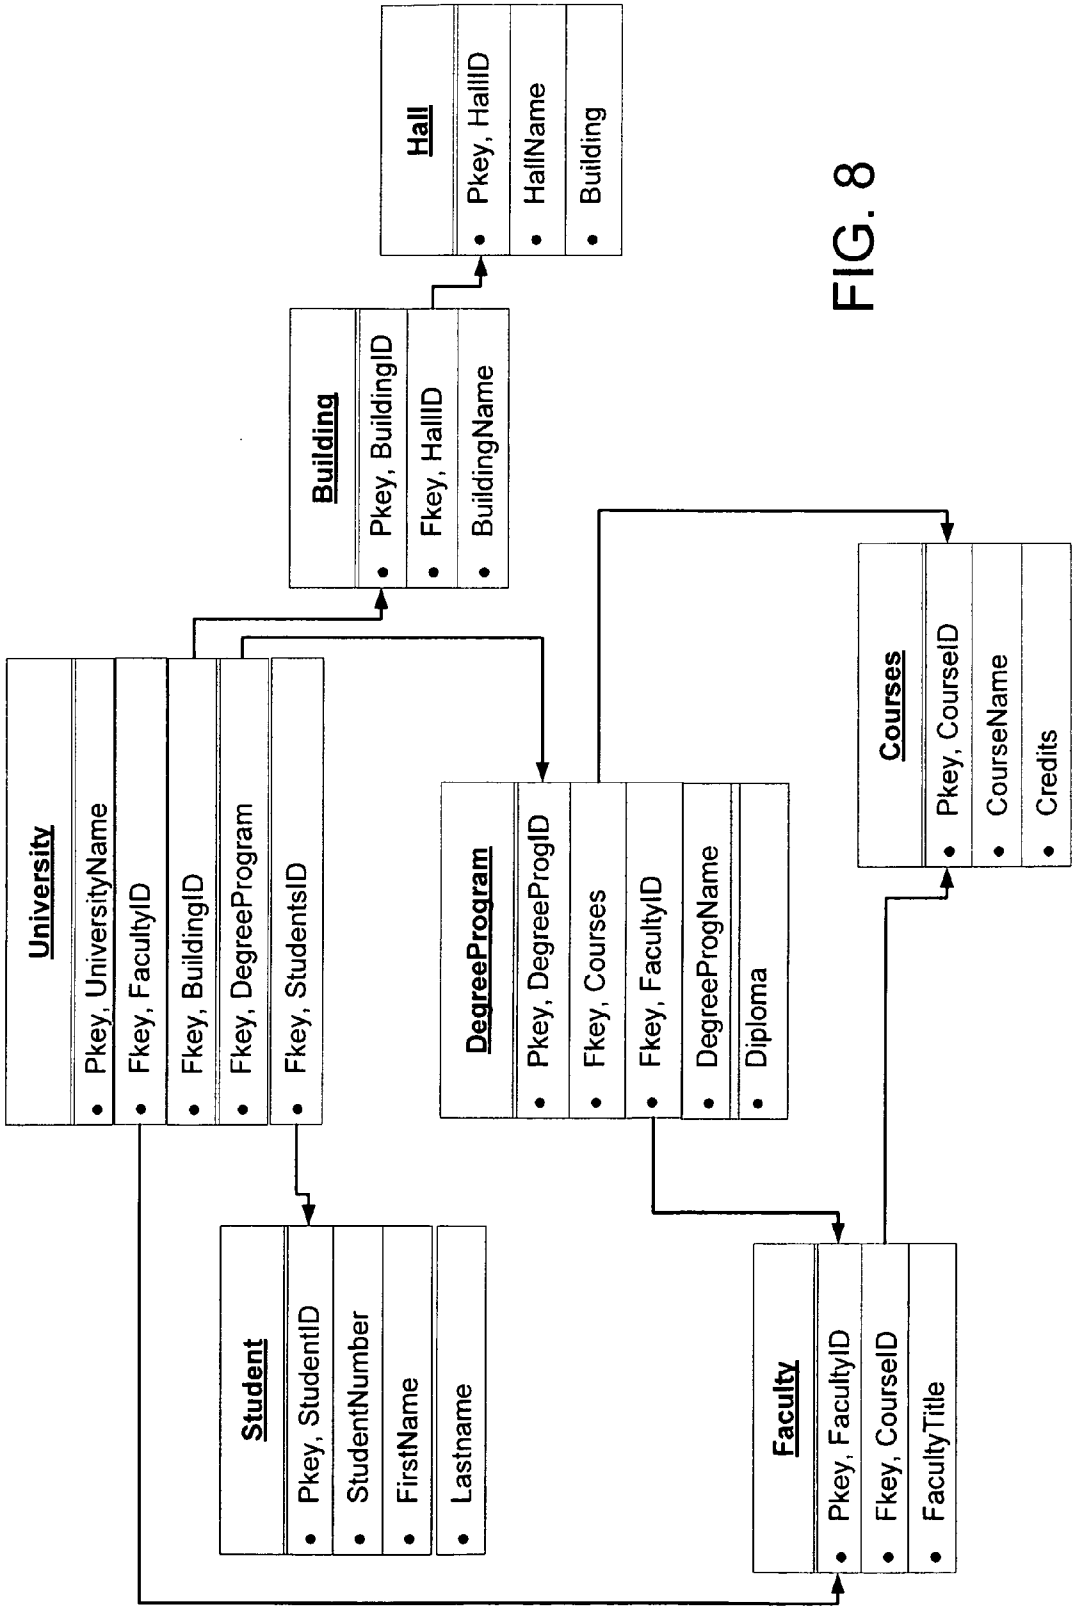 University
• Pkey, UniversityName
• Fkey, FacultyID
• Fkey, BuildingID
• Fkey, DegreeProgram
• Fkey, StudentsID
Student
• Pkey, StudentID
• StudentNumber
• FirstName
• Lastname
Building
• Pkey, BuildingID
• Fkey, HallID
• BuildingName
Hall
• Pkey, HallID
• HallName
• Building
DegreeProgram
• Pkey, DegreeProgID
• Fkey, Courses
• Fkey, FacultyID
• DegreeProgName
• Diploma
Faculty
• Pkey, FacultyID
• Fkey, CourseID
• FacultyTitle
Courses
• Pkey, CourseID
• CourseName
• Credits
FIG. 8